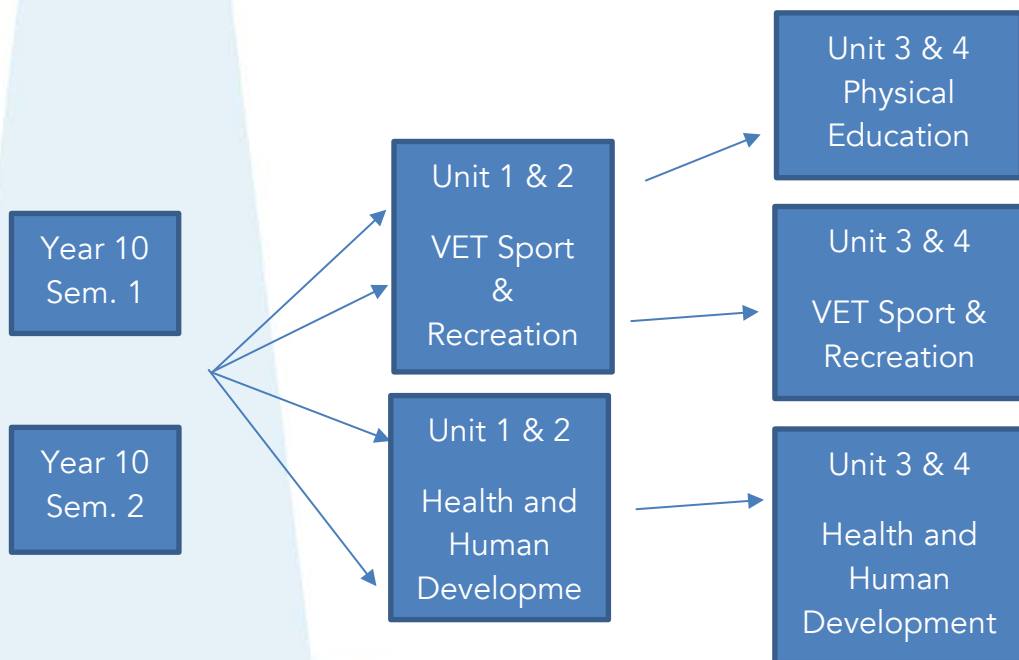 Year 10
Sem. 1
Year 10
Sem. 2
Unit 1 & 2
VET Sport
&
Recreation
Unit 1 & 2
Health and
Human
Developme
Unit 3 & 4
Physical
Education
Unit 3 & 4
VET Sport &
Recreation
Unit 3 & 4
Health and
Human
Development